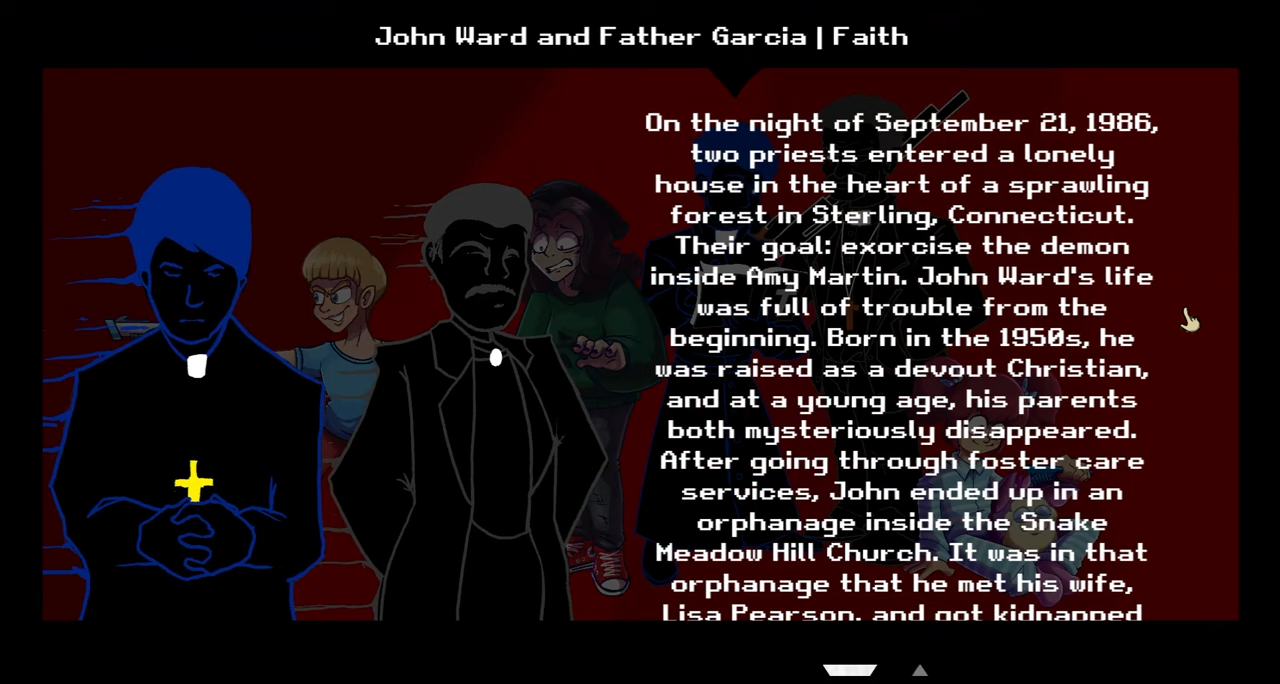 John Ward and Father Garcia | Faith
On the night of September 21, 1986,
two priests entered a lonely
house in the heart of a sprawling
forest in Sterling, Connecticut.
Their goal: exorcise the demon
inside Amy Martin. John Ward's life
was full of trouble from the
beginning. Born in the 1950s, he
was raised as a devout Christian,
and at a young age, his parents
both mysteriously disappeared.
After going through foster care
services, John ended up in an
orphanage inside the Snake
Meadow Hill Church. It was in that
orphanage that he met his wife,
Lisa Pearson, and got kidnapped